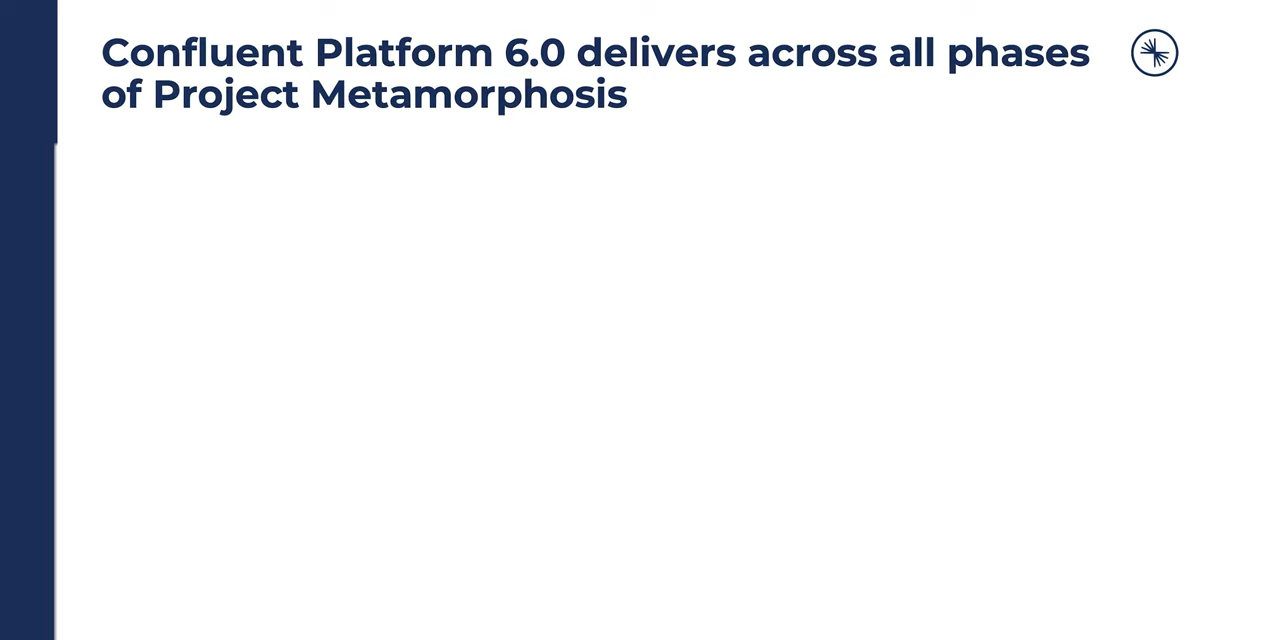 Confluent Platform 6.0 delivers across all phases
of Project Metamorphosis